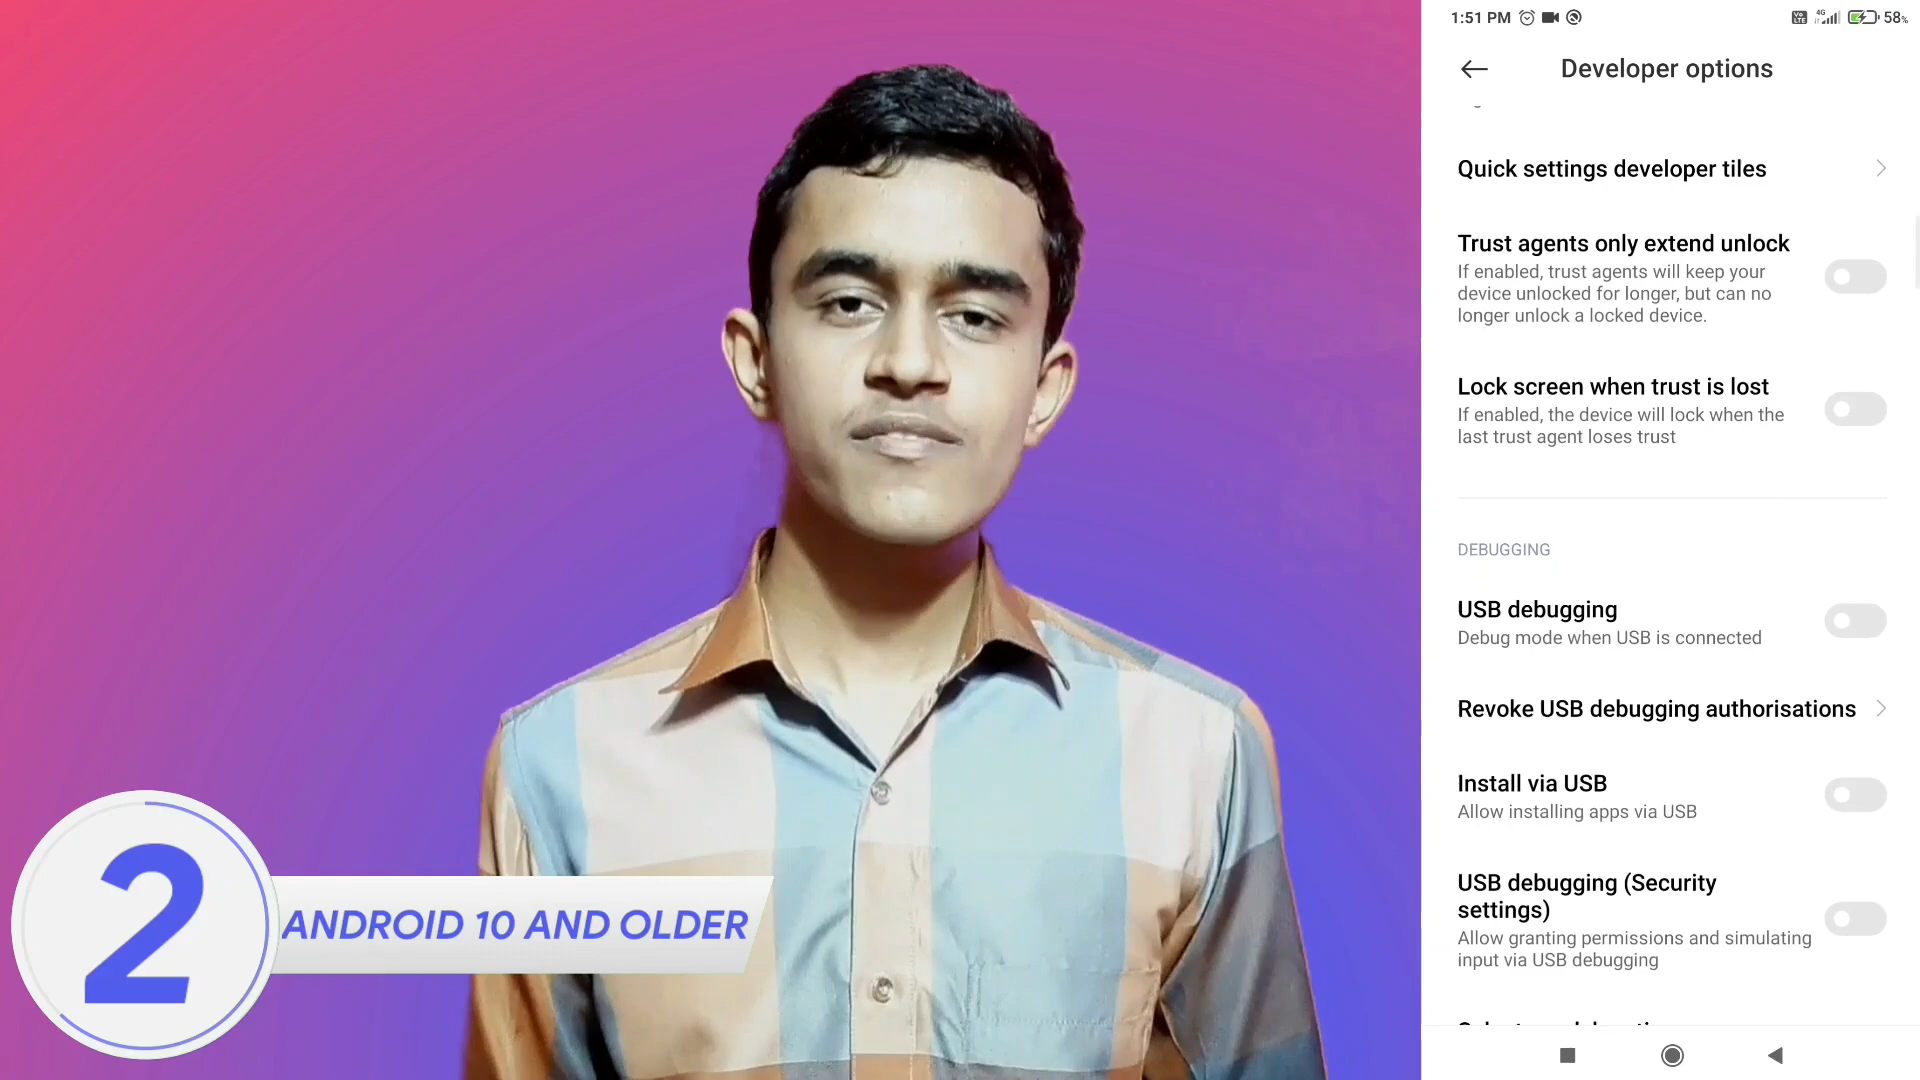 1:51 PM
4G
58%
Developer options
Quick settings developer tiles
Trust agents only extend unlock
If enabled, trust agents will keep your
device unlocked for longer, but can no
longer unlock a locked device.
Lock screen when trust is lost
If enabled, the device will lock when the
last trust agent loses trust
DEBUGGING
USB debugging
Debug mode when USB is connected
Revoke USB debugging authorisations
Install via USB
Allow installing apps via USB
USB debugging (Security
settings)
Allow granting permissions and simulating
input via USB debugging
2
ANDROID 10 AND OLDER